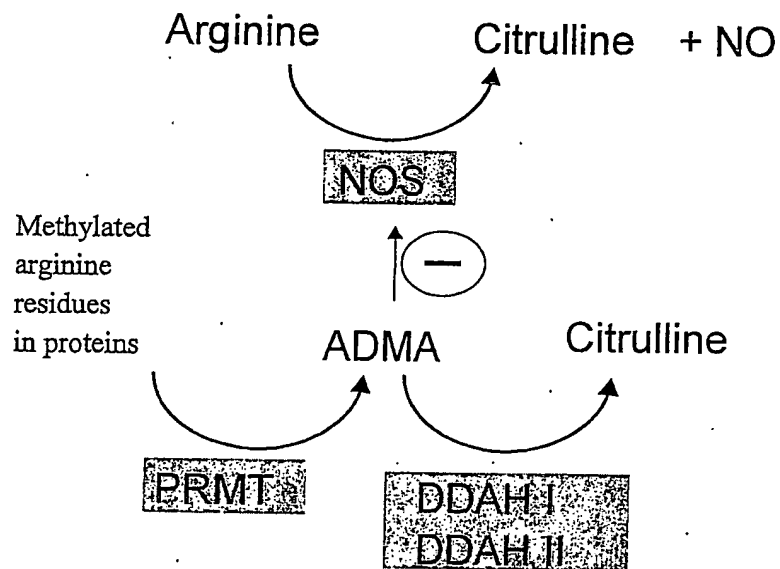 Arginine Citrulline + NO
NOS
Methylated
arginine
residues
in proteins
ADMA Citrulline
PRMT
DDAH I
DDAH II